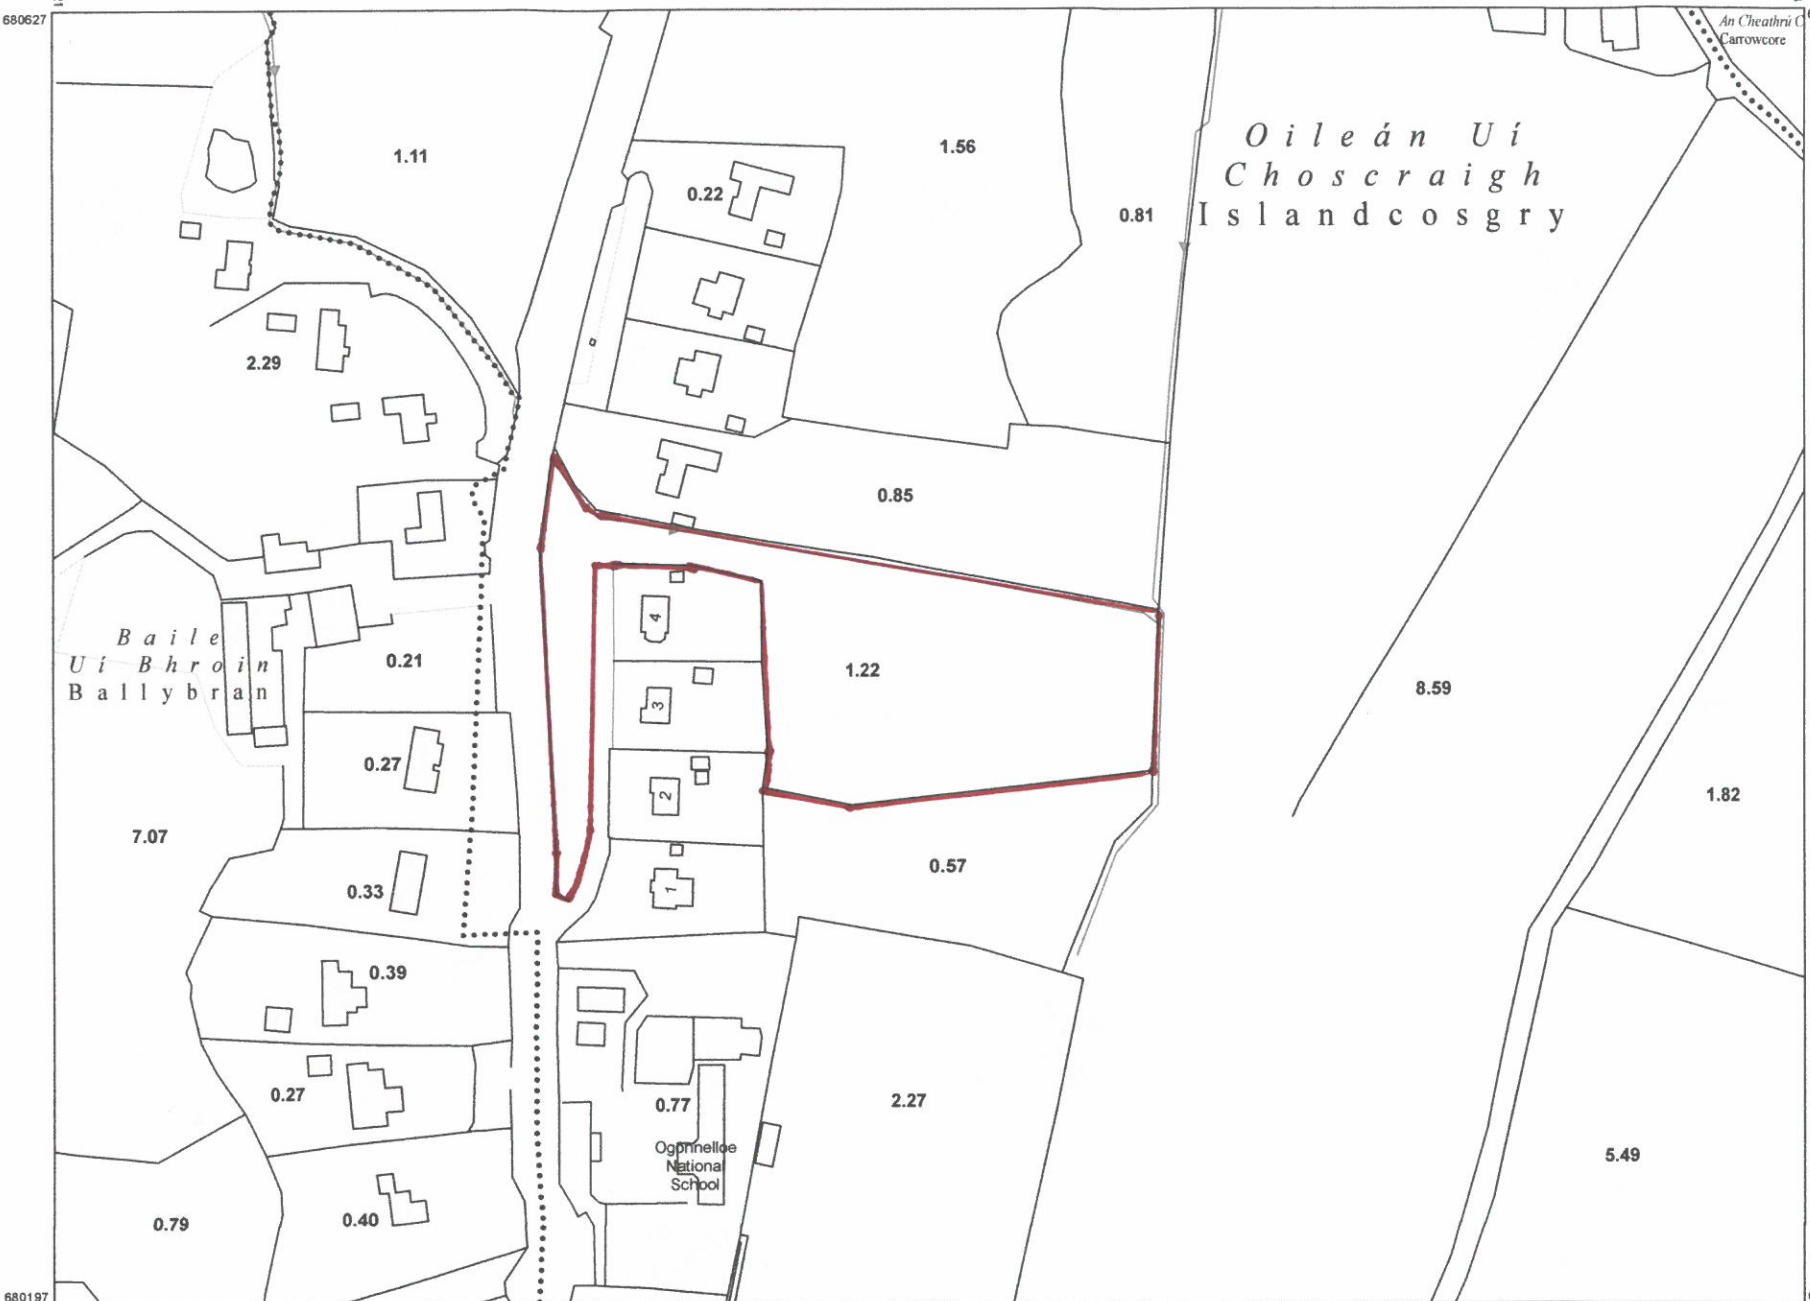 680627
An Cheathrú
Carrowcore
1.11
1.56
Oileán Uí
Choscraigh
Islandcosgry
0.22
0.81
2.29
0.85
Baile
Uí Bhroin
Ballybran
0.21
4
1.22
3
8.59
0.27
2
1.82
7.07
0.33
1
0.57
0.39
0.27
0.77
2.27
Ogonnelloe
National
School
5.49
0.79
0.40
680197